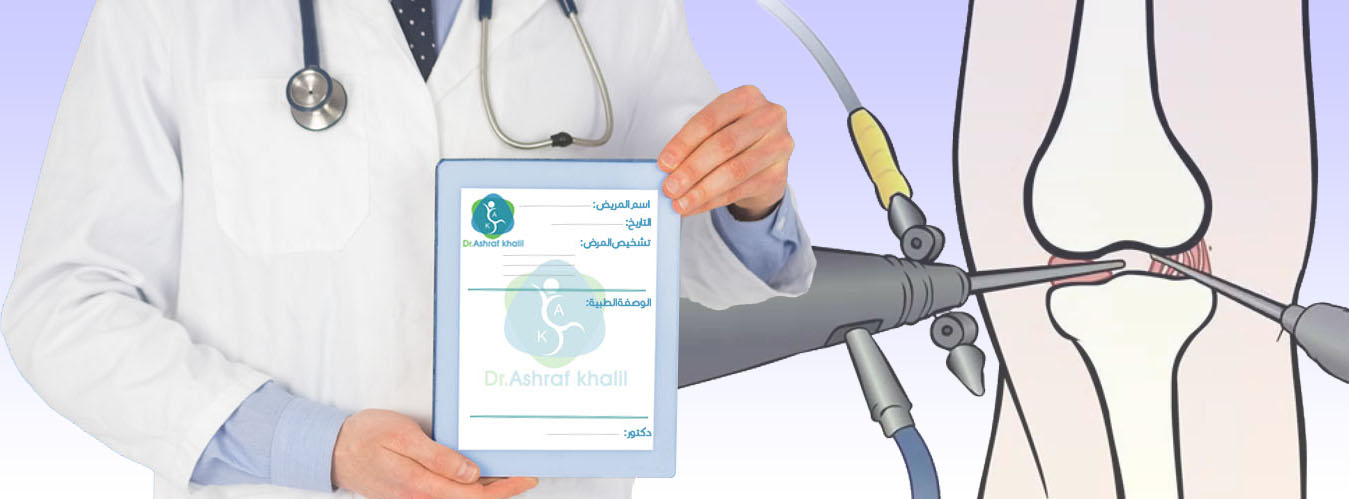 اسم المريض:
التاريخ:
A
K
Dr.Ashraf khalil
تشخيص المرض:
الوصفة الطبية:
A
K
Dr.Ashraf khalil
دكتور: